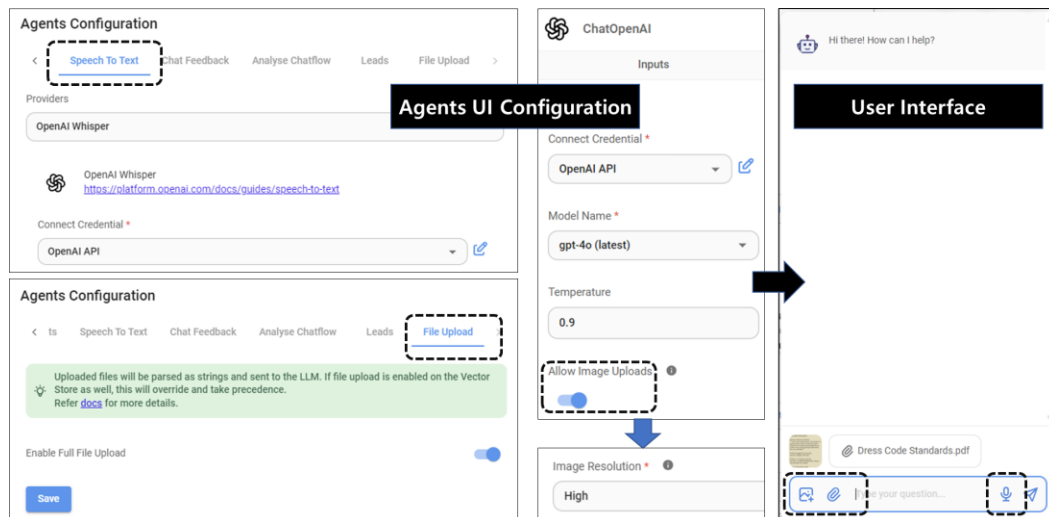 Agents Configuration
Speech To Text
Chat Feedback
Analyse Chatflow
Leads
File Upload
Providers
OpenAI Whisper
OpenAI Whisper
https://platform.openai.com/docs/guides/speech-to-text
Connect Credential *
OpenAI API
Agents Configuration
ts
Speech To Text
Chat Feedback
Analyse Chatflow
Leads
File Upload
Uploaded files will be parsed as strings and sent to the LLM. If file upload is enabled on the Vector
Store as well, this will override and take precedence.
Refer docs for more details.
Enable Full File Upload
Save
Agents UI Configuration
ChatOpenAI
Inputs
Connect Credential *
OpenAI API
Model Name *
gpt-4o (latest)
Temperature
0.9
Allow Image Uploads
Image Resolution *
High
Hi there! How can I help?
User Interface
Dress Code Standards.pdf
Type your question...